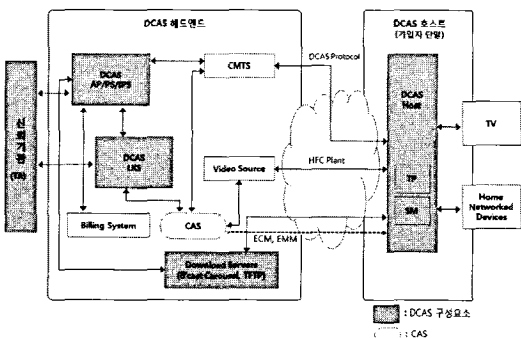 DCAS 헤드엔드
DCAS 호스트
(가입자 단말)
DCAS
AP/PS/IPS
CMTS
DCAS Protocol
DCAS
Host
신뢰기관
(TA)
DCAS
LKS
Video Source
HFC Plant
TV
TP
SM
Home
Networked
Devices
Billing System
CAS
ECM, EMM
Download Servers
(B'cast Carousel, TFTP)
: DCAS 구성요소
: CAS